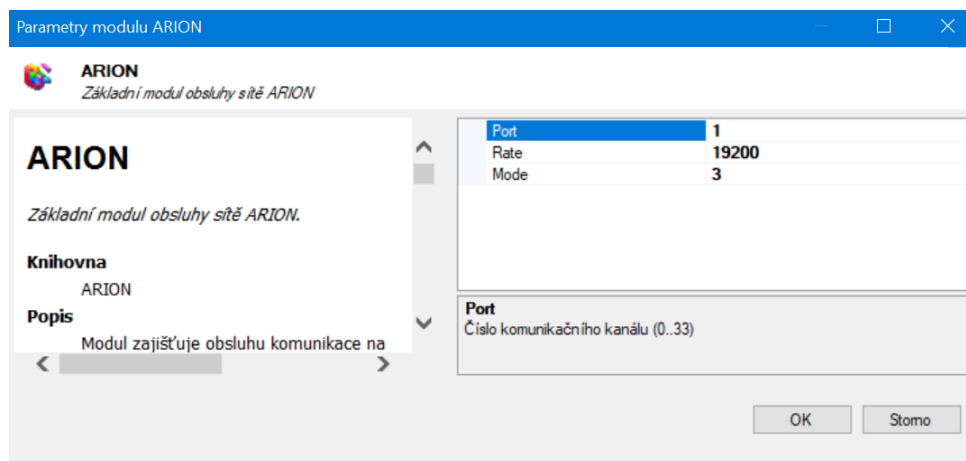 Parametry modulu ARION
ARION
Základní modul obsluhy sítě ARION
ARION
Základní modul obsluhy sítě ARION.
Knihovna
ARION
Popis
Modul zajišťuje obsluhu komunikace na
Port 1
Rate 19200
Mode 3
Port
Číslo komunikačního kanálu (0..33)
OK Storno